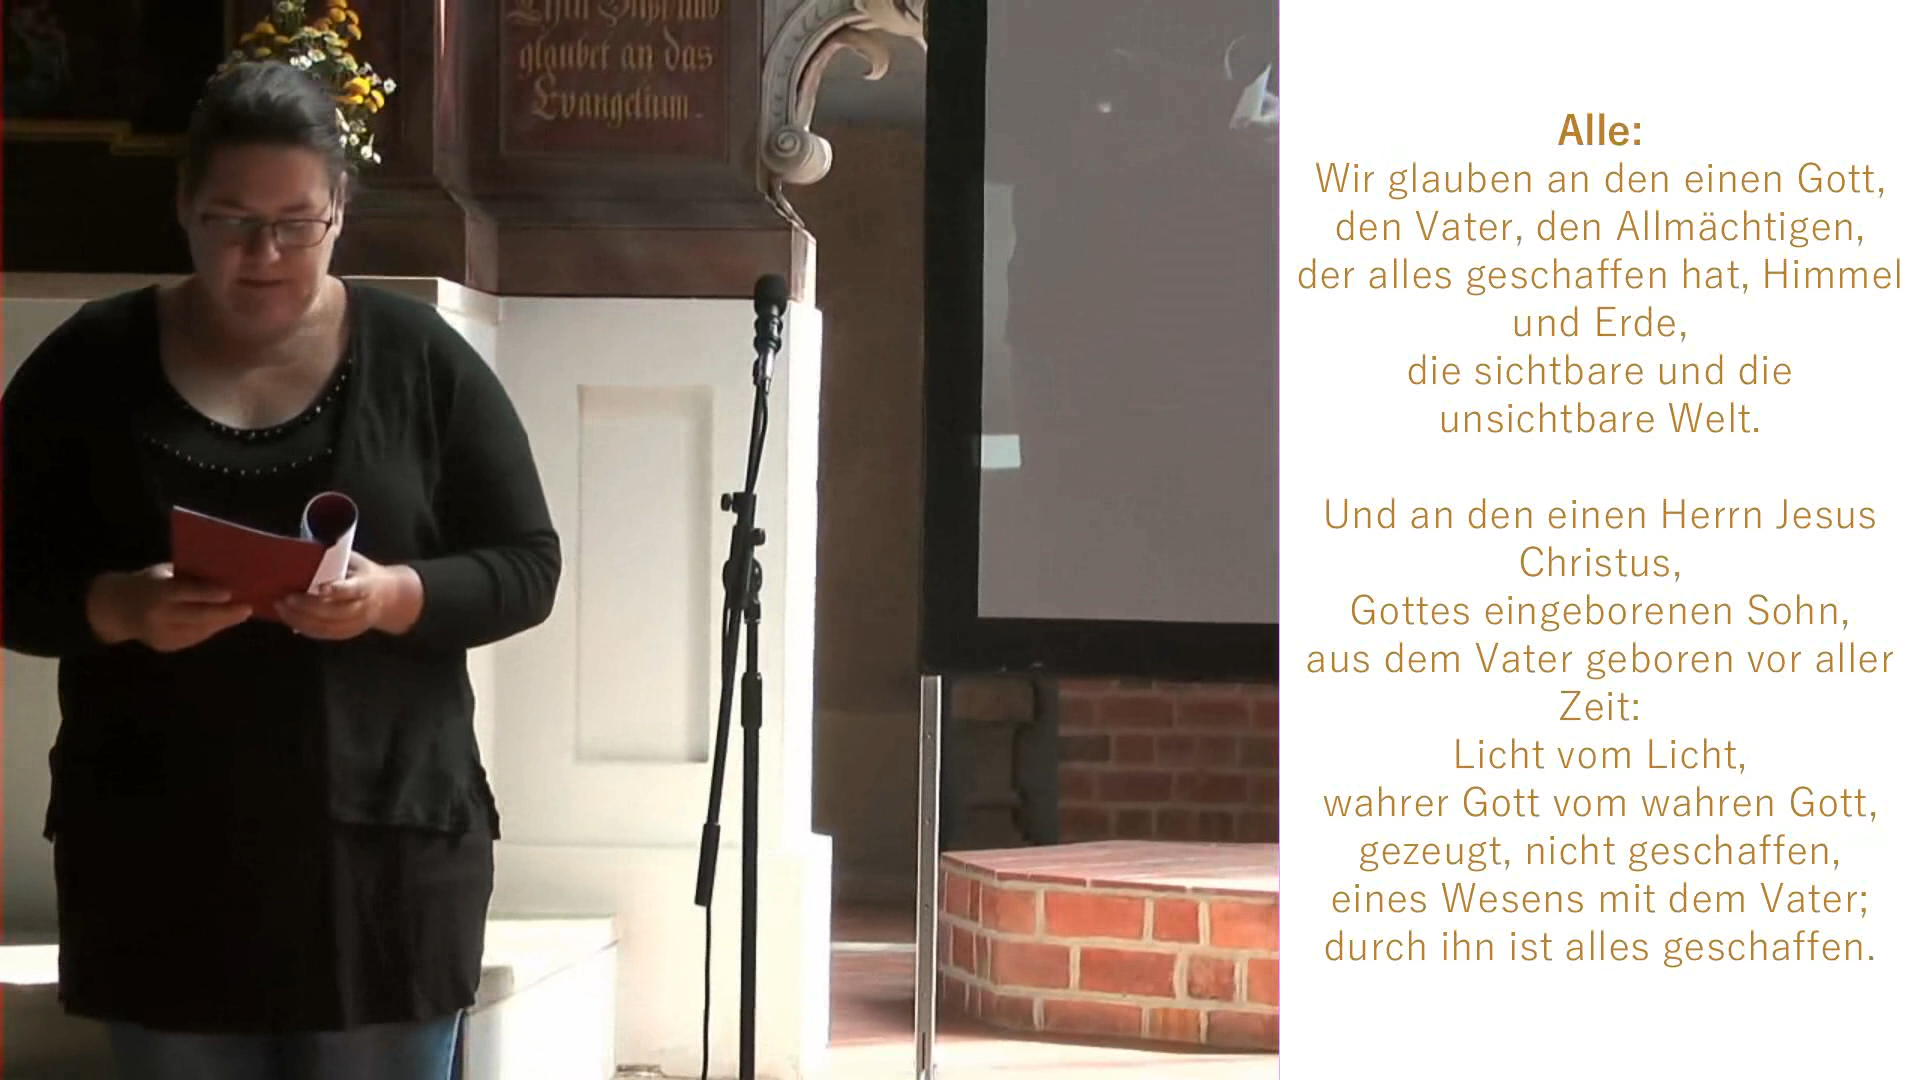 und
glaubet an das
Evangelium.
Alle:
Wir glauben an den einen Gott,
den Vater, den Allmächtigen,
der alles geschaffen hat, Himmel
und Erde,
die sichtbare und die
unsichtbare Welt.
Und an den einen Herrn Jesus
Christus,
Gottes eingeborenen Sohn,
aus dem Vater geboren vor aller
Zeit:
Licht vom Licht,
wahrer Gott vom wahren Gott,
gezeugt, nicht geschaffen,
eines Wesens mit dem Vater;
durch ihn ist alles geschaffen.